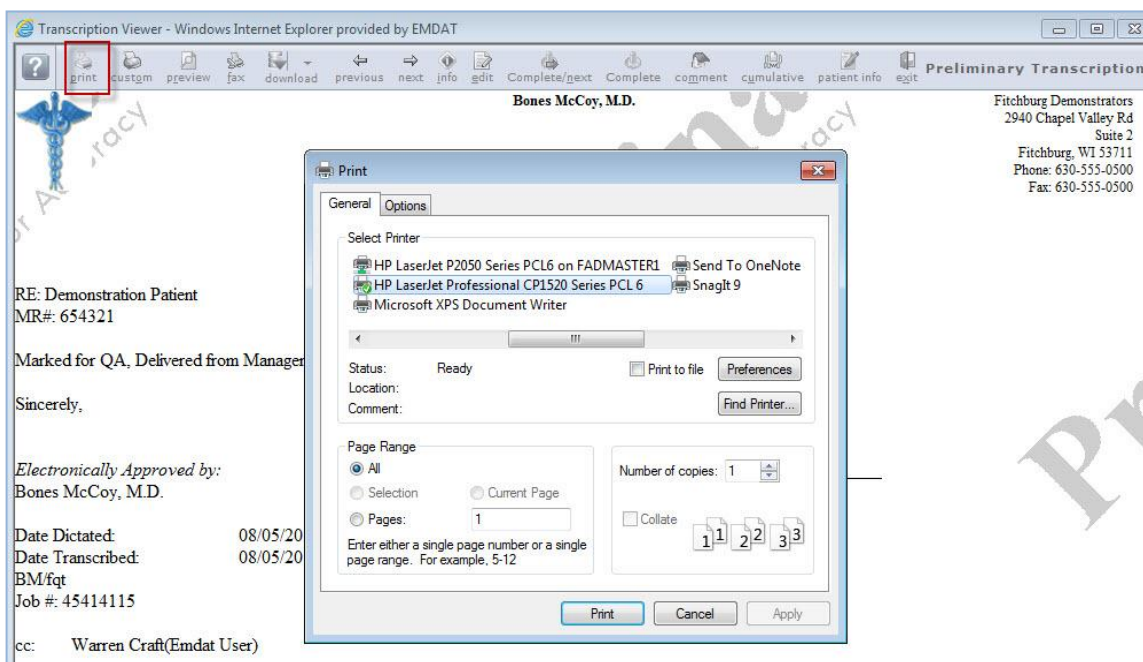 Transcription Viewer - Windows Internet Explorer provided by EMDAT
print custom preview fax download previous next info edit Complete/next Complete comment cumulative patient info exit Preliminary Transcription
Bones McCoy, M.D.
Fitchburg Demonstrators
2940 Chapel Valley Rd
Suite 2
Fitchburg, WI 53711
Phone: 630-555-0500
Fax: 630-555-0500
RE: Demonstration Patient
MR#: 654321
Marked for QA, Delivered from Manager
Sincerely,
Electronically Approved by:
Bones McCoy, M.D.
Date Dictated: 08/05/20
Date Transcribed: 08/05/20
BM/fqt
Job #: 45414115
cc: Warren Craft(Emdat User)
Print
General Options
Select Printer
HP LaserJet P2050 Series PCL6 on FADMASTER1 Send To OneNote
HP LaserJet Professional CP1520 Series PCL 6 SnagIt 9
Microsoft XPS Document Writer
Status: Ready Print to file Preferences
Location:
Comment: Find Printer...
Page Range
All
Selection Current Page
Pages: 1
Enter either a single page number or a single
page range. For example, 5-12
Number of copies: 1
Collate
1 1 2 2 3 3
Print Cancel Apply